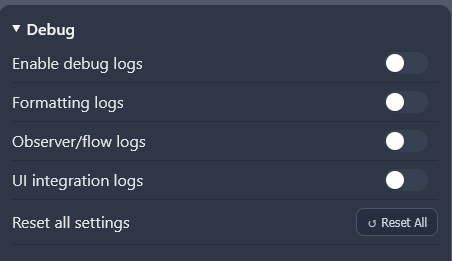 ▼ Debug
Enable debug logs
Formatting logs
Observer/flow logs
UI integration logs
Reset all settings ↺ Reset All